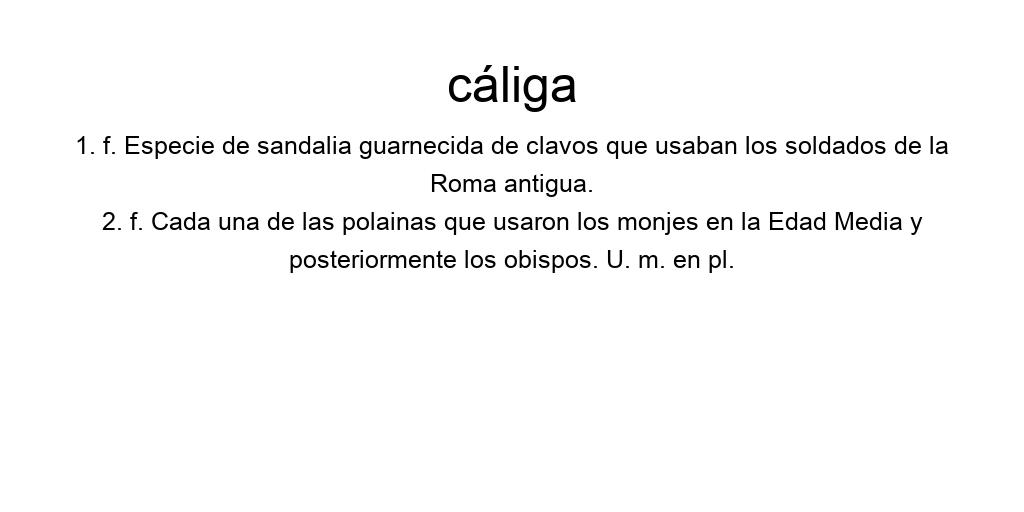 cáliga
1. f. Especie de sandalia guarnecida de clavos que usaban los soldados de la
Roma antigua.
2. f. Cada una de las polainas que usaron los monjes en la Edad Media y
posteriormente los obispos. U. m. en pl.